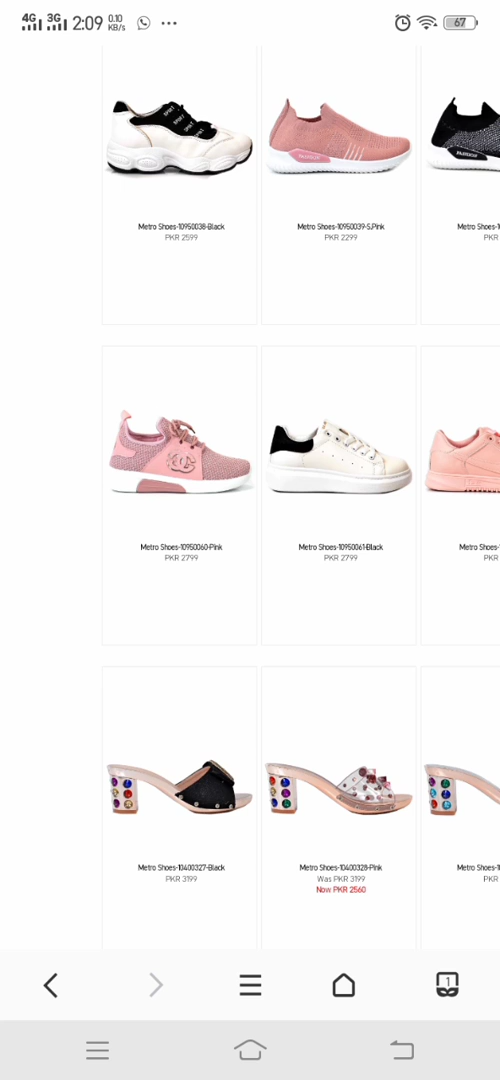 4G 3G 2:09 0.10 KB/s 67
Metro Shoes-10950038-Black
PKR 2599
Metro Shoes-10950039-S.Pink
PKR 2299
Metro Shoes-1
PKR
Metro Shoes-10950060-Pink
PKR 2799
Metro Shoes-10950061-Black
PKR 2799
Metro Shoes-
PKR
Metro Shoes-10400327-Black
PKR 3199
Metro Shoes-10400328-Pink
Was PKR 3199
Now PKR 2560
Metro Shoes-1
PKR
1